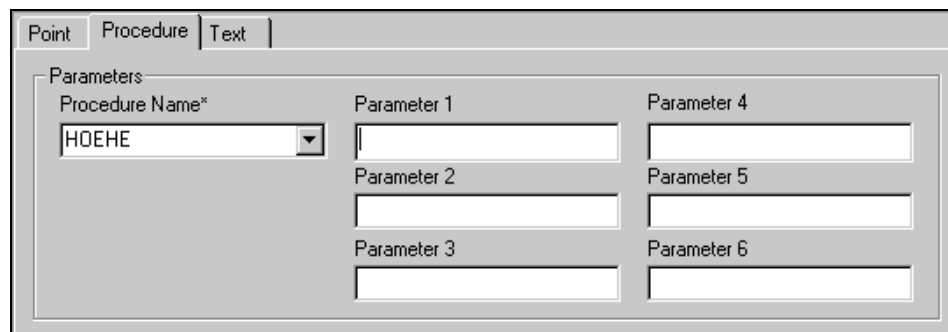 Point Procedure Text
Parameters
Procedure Name* Parameter 1 Parameter 4
HOEHE
Parameter 2 Parameter 5
Parameter 3 Parameter 6